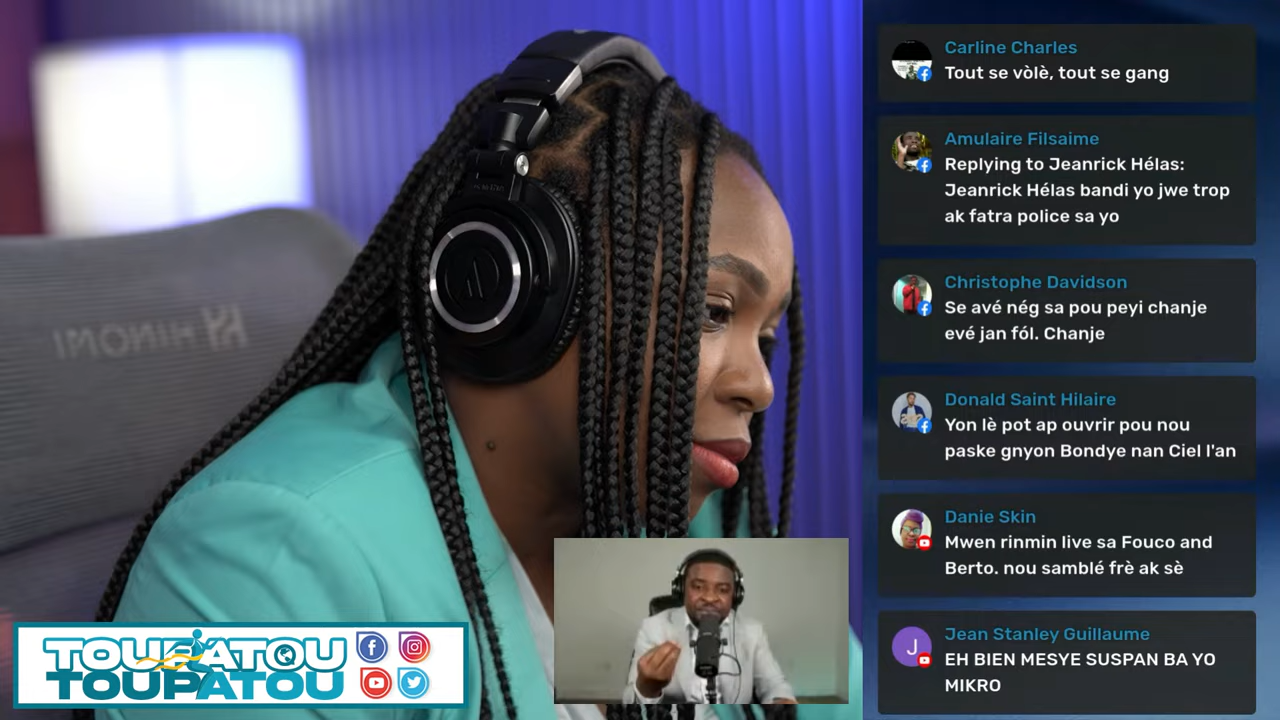 HINOMI
TOUPATOU
TOUPATOU
Carline Charles
Tout se vòlè, tout se gang
Amulaire Filsaime
Replying to Jeanrick Hélas:
Jeanrick Hélas bandi yo jwe trop
ak fatra police sa yo
Christophe Davidson
Se avé nég sa pou peyi chanje
evé jan fól. Chanje
Donald Saint Hilaire
Yon lè pot ap ouvrir pou nou
paske gnyon Bondye nan Ciel l'an
Danie Skin
Mwen rinmin live sa Fouco and
Berto. nou samblé frè ak sè
J
Jean Stanley Guillaume
EH BIEN MESYE SUSPAN BA YO
MIKRO